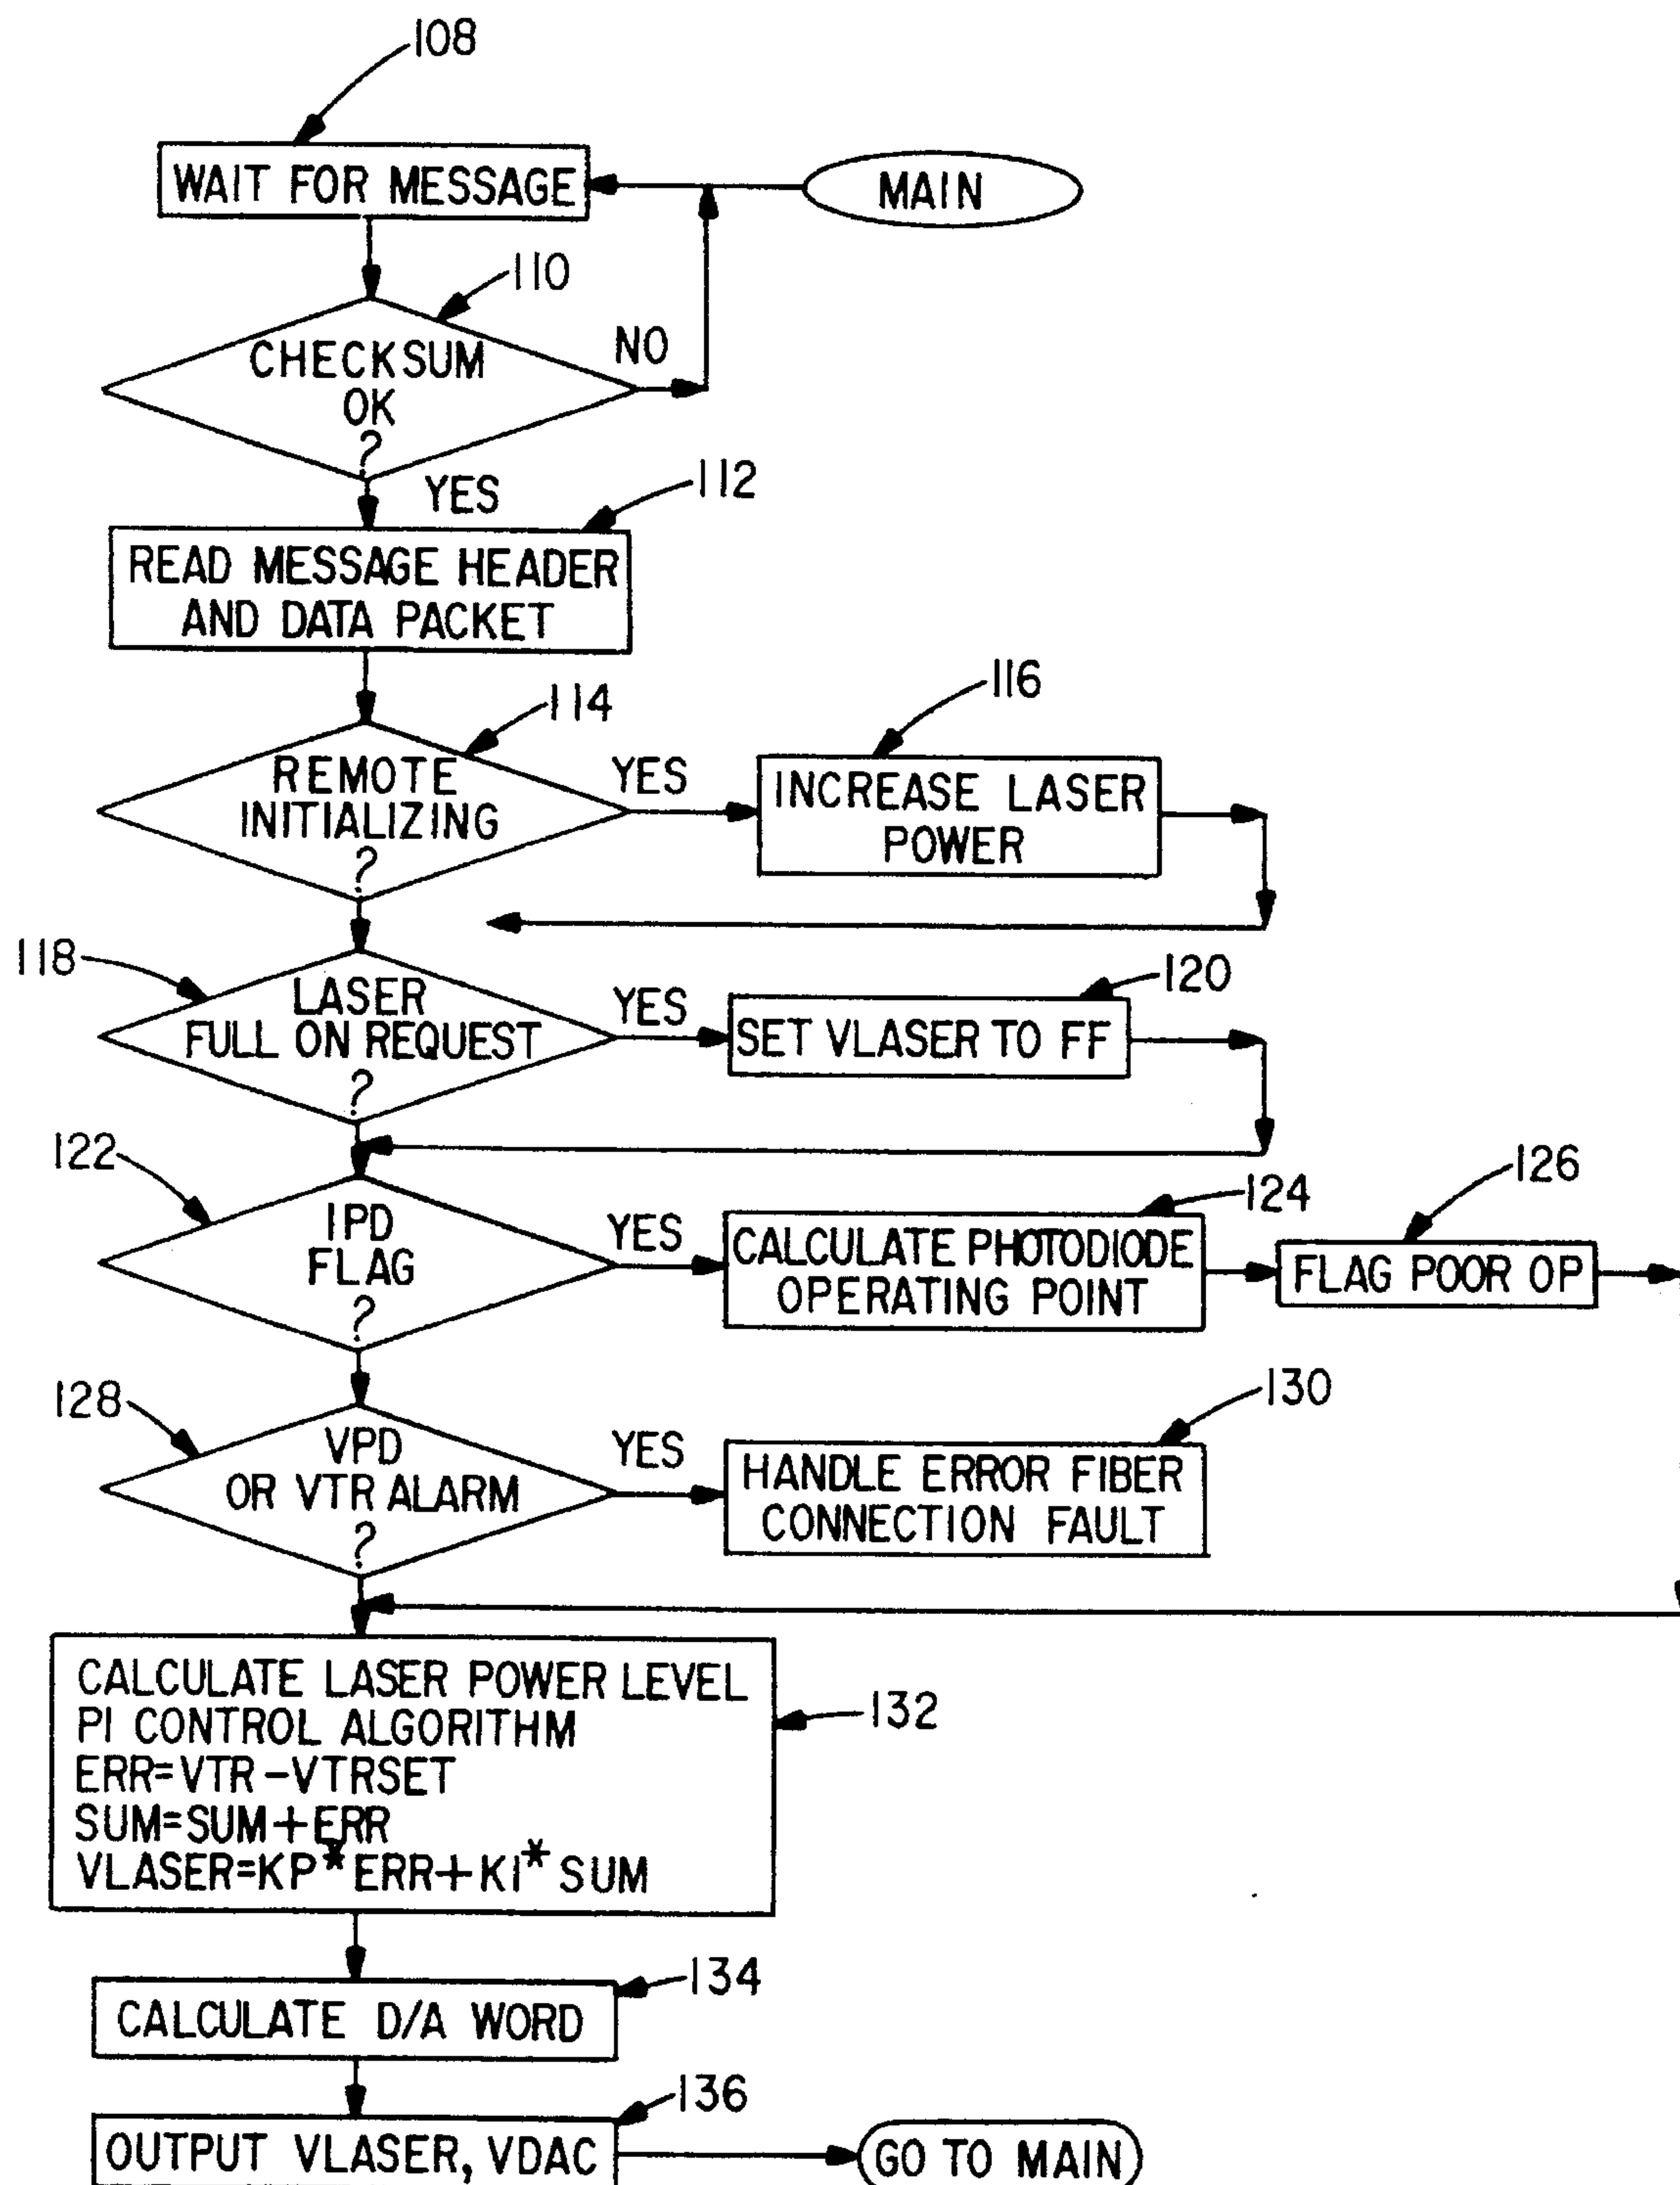 108
WAIT FOR MESSAGE
MAIN
110
CHECKSUM
OK
?
NO
YES
112
READ MESSAGE HEADER
AND DATA PACKET
114
REMOTE
INITIALIZING
?
YES
116
INCREASE LASER
POWER
118
LASER
FULL ON REQUEST
?
YES
120
SET VLASER TO FF
122
IPD
FLAG
?
YES
124
CALCULATE PHOTODIODE
OPERATING POINT
126
FLAG POOR OP
128
VPD
OR VTR ALARM
?
YES
130
HANDLE ERROR FIBER
CONNECTION FAULT
CALCULATE LASER POWER LEVEL
PI CONTROL ALGORITHM
ERR=VTR-VTRSET
SUM=SUM+ERR
VLASER=KP*ERR+KI*SUM
132
134
CALCULATE D/A WORD
136
OUTPUT VLASER, VDAC
GO TO MAIN